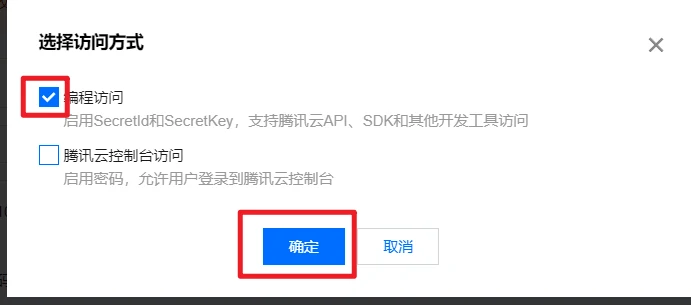 选择访问方式
编程访问
启用SecretId和SecretKey，支持腾讯云API、SDK和其他开发工具访问
腾讯云控制台访问
启用密码，允许用户登录到腾讯云控制台
确定
取消